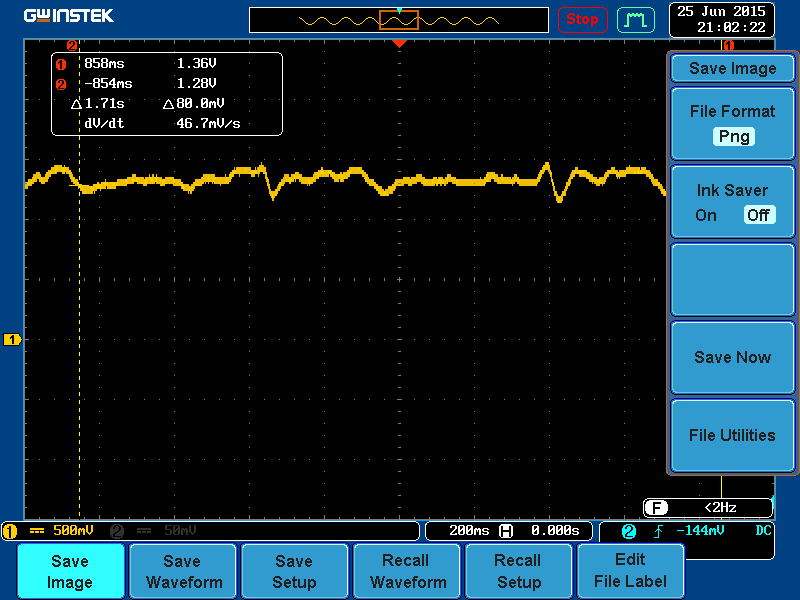 GWINSTEK
Stop
25 Jun 2015
21:02:22
2
1
1 858ms 1.36V
2 -854ms 1.28V
△1.71s △80.0mV
dV/dt 46.7mV/s
Save Image
File Format
Png
Ink Saver
On Off
Save Now
File Utilities
1
F <2Hz
1 500mV 2 50mV
200ms H 0.000s
2 -144mV DC
Save Image
Save Waveform
Save Setup
Recall Waveform
Recall Setup
Edit File Label